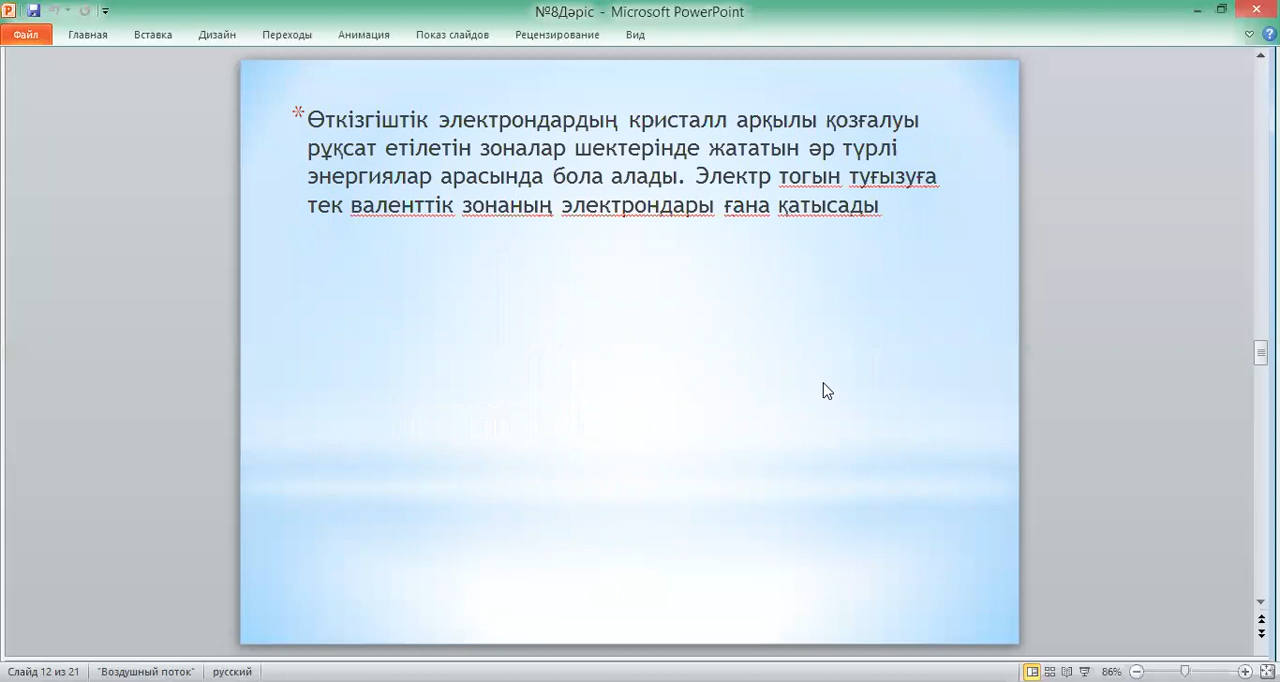 №8Дәріс - Microsoft PowerPoint
Файл Главная Вставка Дизайн Переходы Анимация Показ слайдов Рецензирование Вид
* Өткізгіштік электрондардың кристалл арқылы қозғалуы
рұқсат етілетін зоналар шектерінде жататын әр түрлі
энергиялар арасында бола алады. Электр тогын туғызуға
тек валенттік зонаның электрондары ғана қатысады
Слайд 12 из 21 "Воздушный поток" русский 86%